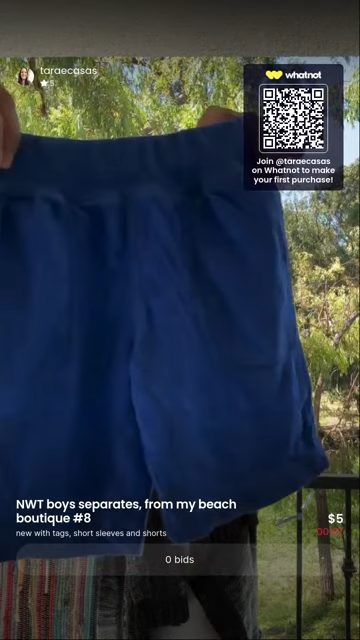 taraecasas
★5
whatnot
Join @taraecasas
on Whatnot to make
your first purchase!
NWT boys separates, from my beach
boutique #8
$5
new with tags, short sleeves and shorts
0 bids